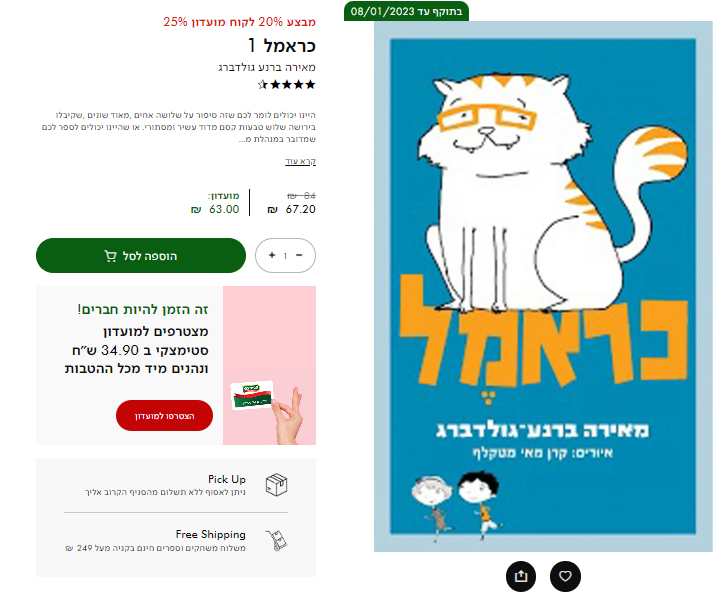 בתוקף עד 08/01/2023
מבצע 20% לקוח מועדון 25%
כראמל 1
מאירה ברנע גולדברג
היינו יכולים לומר לכם שזה סיפור על שלושה אחים ,מאוד שונים ,שקיבלו
בירושה שלוש טבעות קסם מדוד עשיר ומסתורי. או שהיינו יכולים לספר לכם
שמדובר במנהלת מ...
קרא עוד
84 ₪
67.20 ₪
מועדון:
63.00 ₪
− 1 +
הוספה לסל
זה הזמן להיות חברים!
מצטרפים למועדון
סטימצקי ב 34.90 ש״ח
ונהנים מיד מכל ההטבות
הצטרפו למועדון
Pick Up
ניתן לאסוף ללא תשלום מהסניף הקרוב אליך
Free Shipping
משלוח משחקים וספרים חינם בקניה מעל 249 ₪
כראמל
מאירה ברנע־גולדברג
איורים: קרן מאי מטקלף